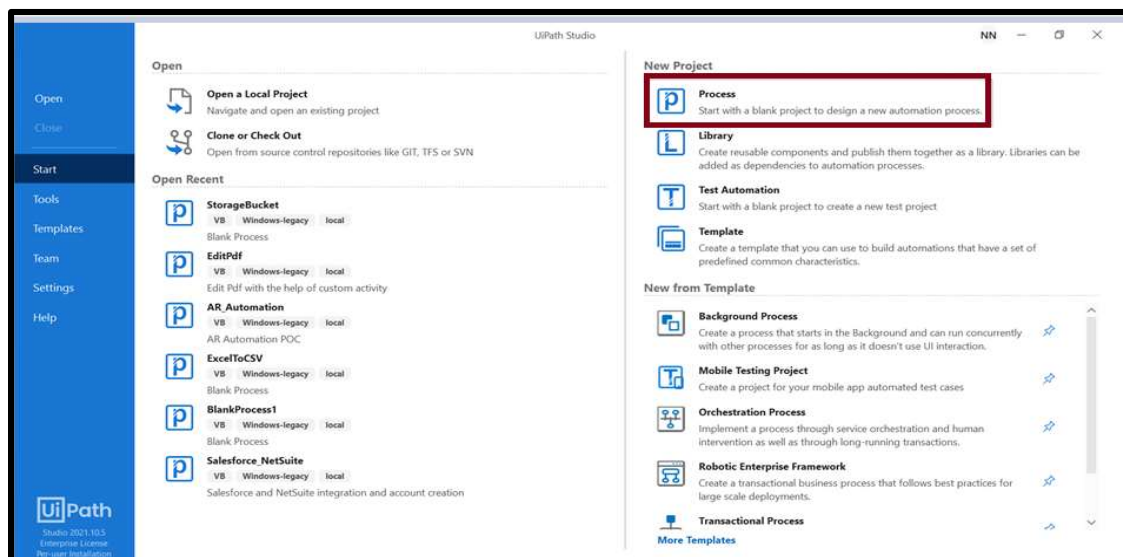 UiPath Studio
NN
Open
Close
Start
Tools
Templates
Team
Settings
Help
UiPath
Studio 2021.10.5
Enterprise License
Per-user Installation
Open
Open a Local Project
Navigate and open an existing project
Clone or Check Out
Open from source control repositories like GIT, TFS or SVN
Open Recent
StorageBucket
VB Windows-legacy local
Blank Process
EditPdf
VB Windows-legacy local
Edit Pdf with the help of custom activity
AR_Automation
VB Windows-legacy local
AR Automation POC
ExcelToCSV
VB Windows-legacy local
Blank Process
BlankProcess1
VB Windows-legacy local
Blank Process
Salesforce_NetSuite
VB Windows-legacy local
Salesforce and NetSuite integration and account creation
New Project
Process
Start with a blank project to design a new automation process.
Library
Create reusable components and publish them together as a library. Libraries can be
added as dependencies to automation processes.
Test Automation
Start with a blank project to create a new test project
Template
Create a template that you can use to build automations that have a set of
predefined common characteristics.
New from Template
Background Process
Create a process that starts in the Background and can run concurrently
with other processes for as long as it doesn't use UI interaction.
Mobile Testing Project
Create a project for your mobile app automated test cases
Orchestration Process
Implement a process through service orchestration and human
intervention as well as through long-running transactions.
Robotic Enterprise Framework
Create a transactional business process that follows best practices for
large scale deployments.
Transactional Process
More Templates